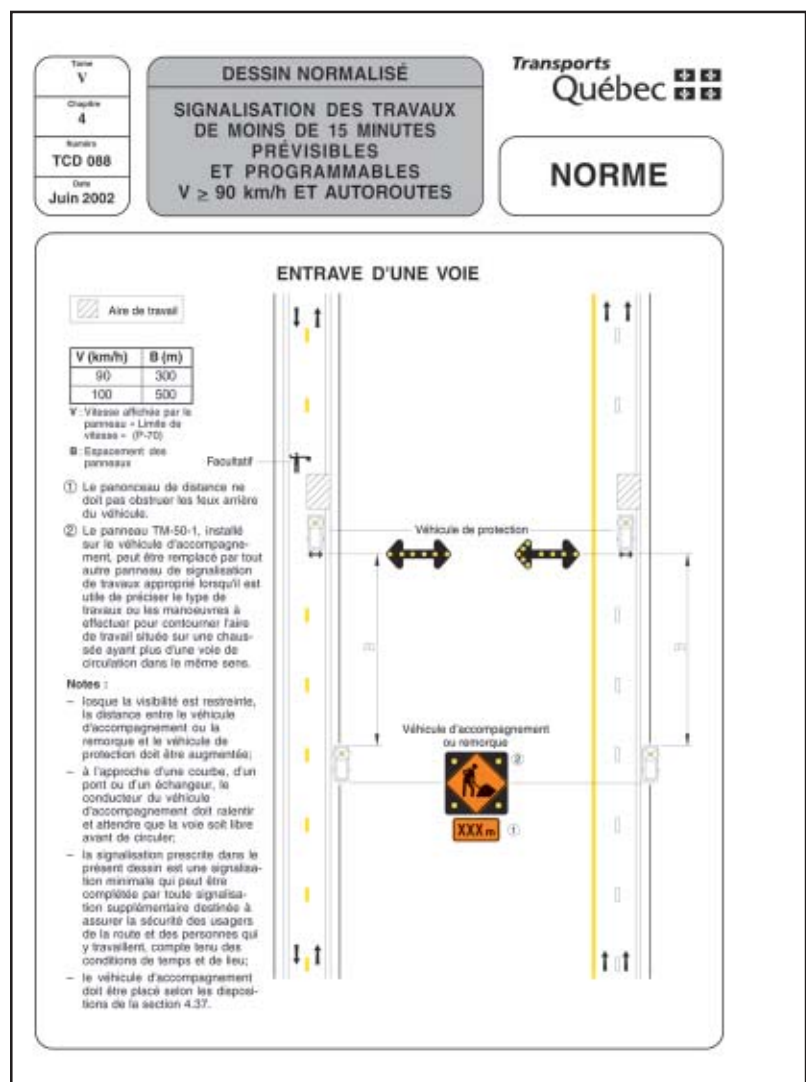 Tome
V
Chapitre
4
Numéro
TCD 088
Date
Juin 2002
DESSIN NORMALISÉ
SIGNALISATION DES TRAVAUX
DE MOINS DE 15 MINUTES
PRÉVISIBLES
ET PROGRAMMABLES
V ≥ 90 km/h ET AUTOROUTES
Transports
Québec
NORME
ENTRAVE D'UNE VOIE
Aire de travail
V (km/h) B (m)
90 300
100 500
V : Vitesse affichée par le
panneau « Limite de
vitesse » (P-70)
B : Espacement des
panneaux
Facultatif
① Le panonceau de distance ne
doit pas obstruer les feux arrière
du véhicule.
② Le panneau TM-50-1, installé
sur le véhicule d'accompagne-
ment, peut être remplacé par tout
autre panneau de signalisation
de travaux approprié lorsqu'il est
utile de préciser le type de
travaux ou les manoeuvres à
effectuer pour contourner l'aire
de travail située sur une chaus-
sée ayant plus d'une voie de
circulation dans le même sens.
Notes :
– losque la visibilité est restreinte,
la distance entre le véhicule
d'accompagnement ou la
remorque et le véhicule de
protection doit être augmentée;
– à l'approche d'une courbe, d'un
pont ou d'un échangeur, le
conducteur du véhicule
d'accompagnement doit ralentir
et attendre que la voie soit libre
avant de circuler;
– la signalisation prescrite dans le
présent dessin est une signalisa-
tion minimale qui peut être
complétée par toute signalisa-
tion supplémentaire destinée à
assurer la sécurité des usagers
de la route et des personnes qui
y travaillent, compte tenu des
conditions de temps et de lieu;
– le véhicule d'accompagnement
doit être placé selon les disposi-
tions de la section 4.37.
Véhicule de protection
B
B
Véhicule d'accompagnement
ou remorque
②
XXX m
①